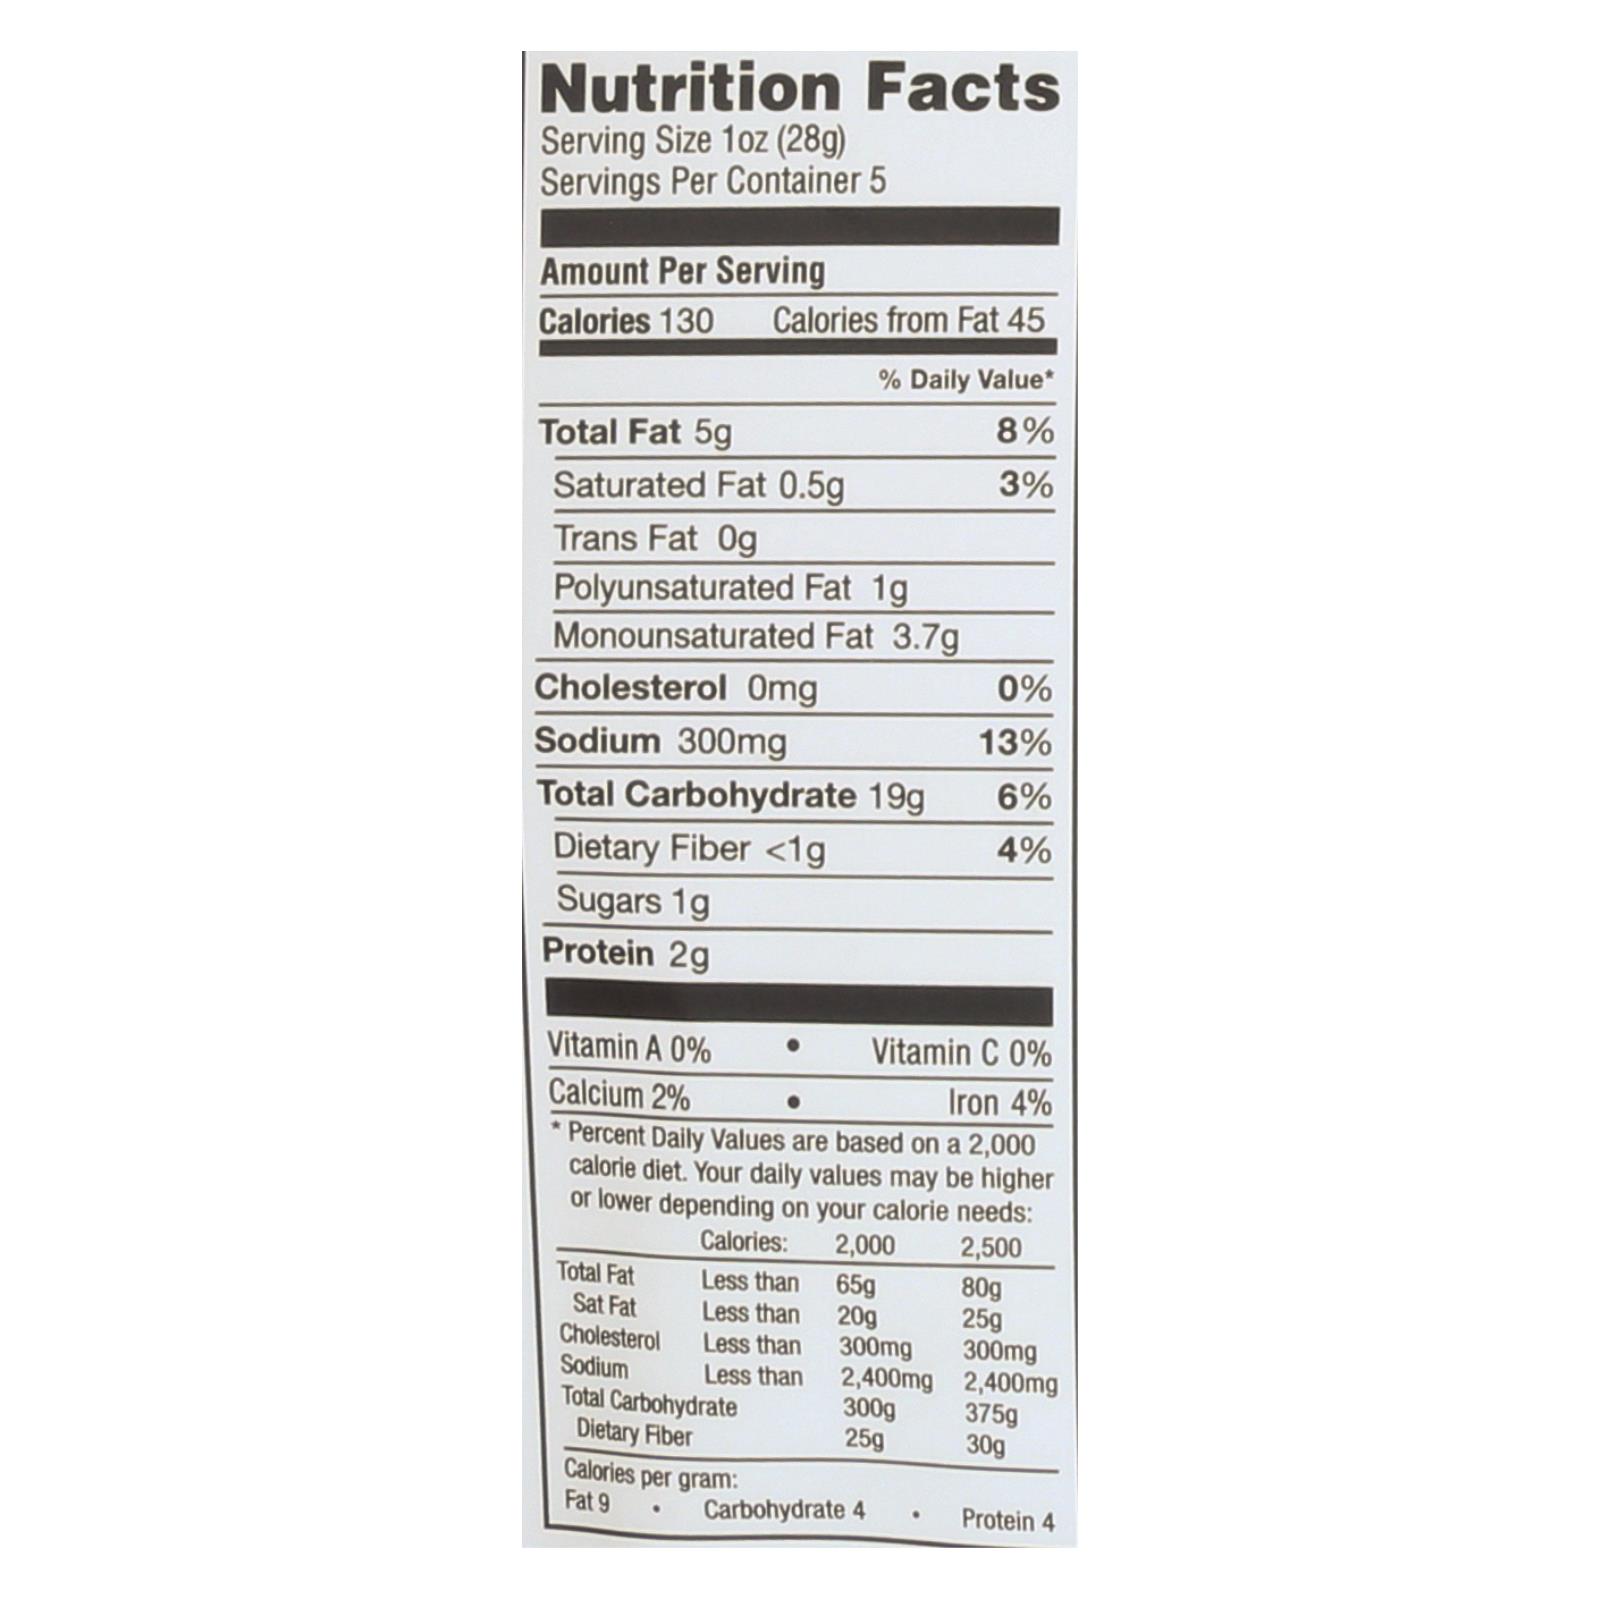 Nutrition Facts
Serving Size 1oz (28g)
Servings Per Container 5
Amount Per Serving
Calories 130 Calories from Fat 45
% Daily Value*
Total Fat 5g 8%
Saturated Fat 0.5g 3%
Trans Fat 0g
Polyunsaturated Fat 1g
Monounsaturated Fat 3.7g
Cholesterol 0mg 0%
Sodium 300mg 13%
Total Carbohydrate 19g 6%
Dietary Fiber <1g 4%
Sugars 1g
Protein 2g
Vitamin A 0% • Vitamin C 0%
Calcium 2% • Iron 4%
* Percent Daily Values are based on a 2,000
calorie diet. Your daily values may be higher
or lower depending on your calorie needs:
Calories: 2,000 2,500
Total Fat Less than 65g 80g
Sat Fat Less than 20g 25g
Cholesterol Less than 300mg 300mg
Sodium Less than 2,400mg 2,400mg
Total Carbohydrate 300g 375g
Dietary Fiber 25g 30g
Calories per gram:
Fat 9 • Carbohydrate 4 • Protein 4